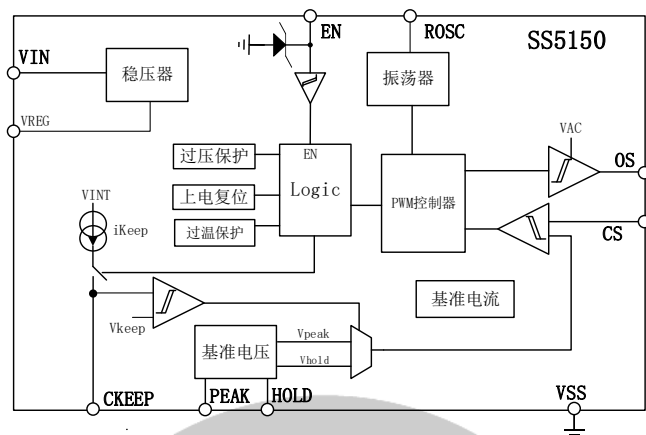 EN
ROSC
SS5150
VIN
稳压器
振荡器
VREG
VAC
过压保护
EN
OS
Logic
上电复位
PWM控制器
VINT
iKeep
过温保护
CS
基准电流
Vkeep
基准电压
Vpeak
Vhold
CKEEP
PEAK
HOLD
VSS